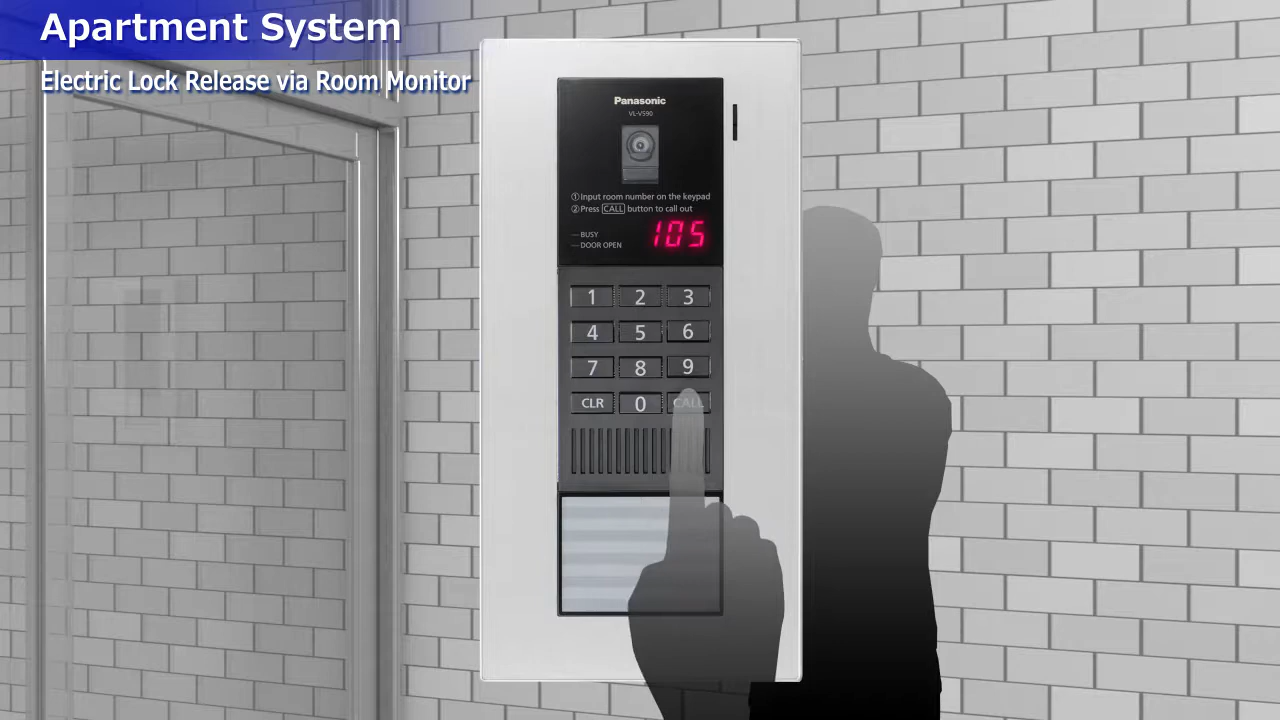 Apartment System
Electric Lock Release via Room Monitor
Panasonic
VL-V590
①Input room number on the keypad
②Press CALL button to call out
BUSY
DOOR OPEN
105
1 2 3
4 5 6
7 8 9
CLR 0 CALL